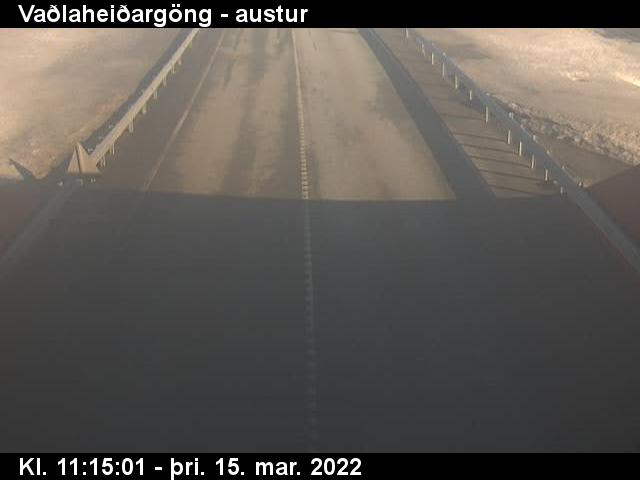 Vaðlaheiðargöng - austur
Kl. 11:15:01 - þri. 15. mar. 2022